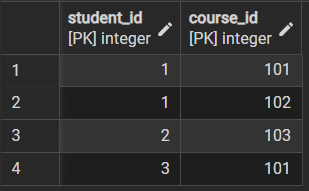 student_id course_id
[PK] integer [PK] integer
1 1 101
2 1 102
3 2 103
4 3 101